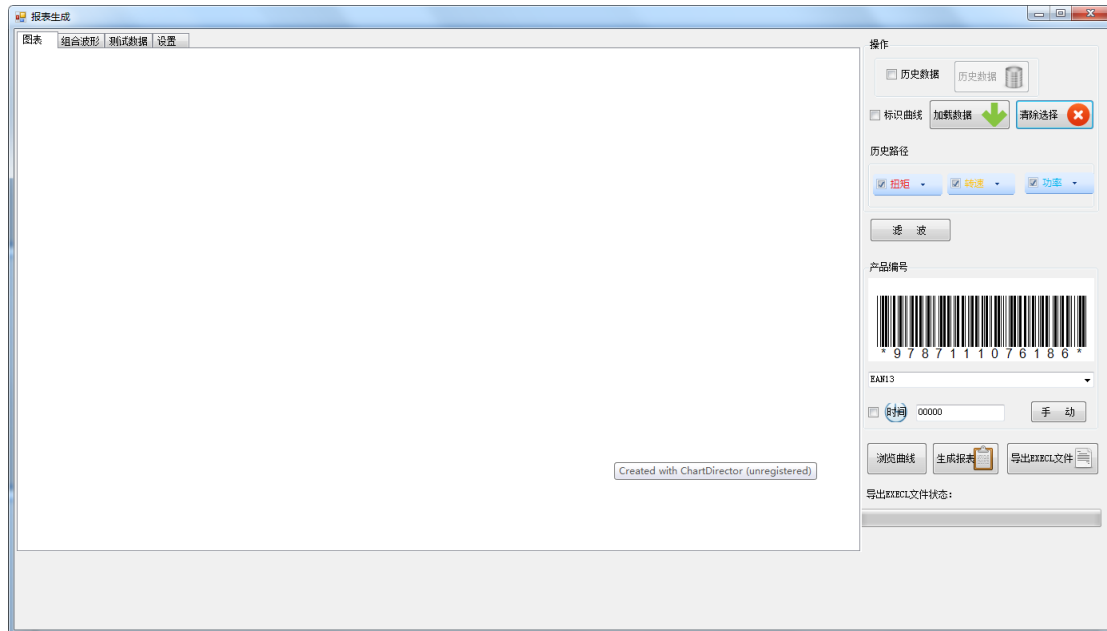 报表生成
图表 组合波形 测试数据 设置
操作
历史数据 历史数据
标识曲线 加载数据 清除选择
历史路径
扭矩 转速 功率
滤 波
产品编号
*9787111076186*
EAN13
时间 00000 手 动
Created with ChartDirector (unregistered)
浏览曲线 生成报表 导出EXECL文件
导出EXECL文件状态: